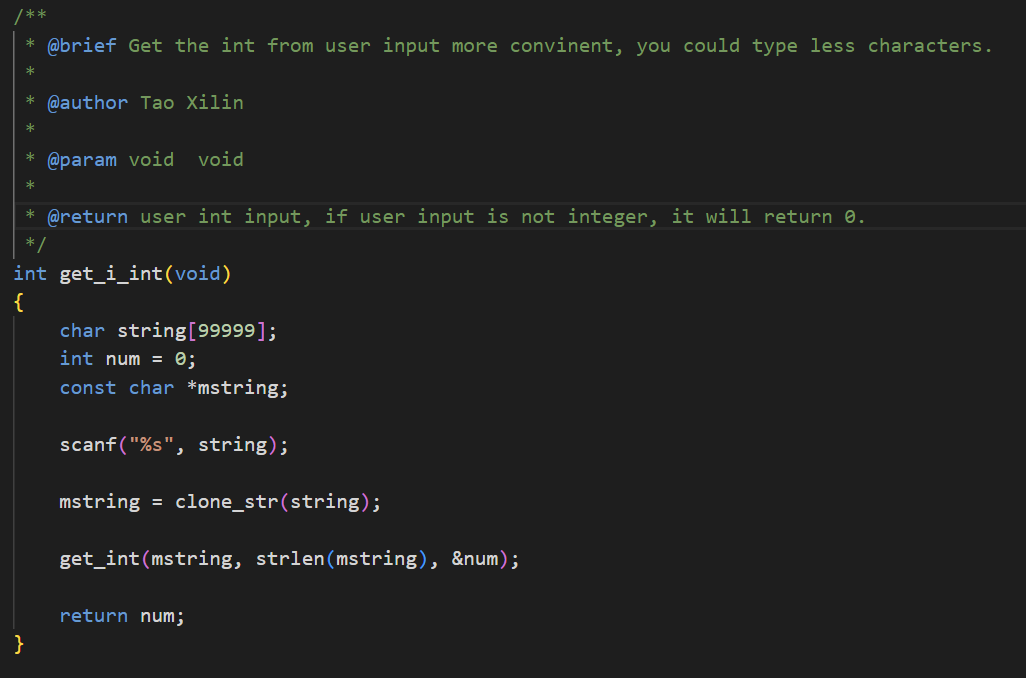 /**
 * @brief Get the int from user input more convinent, you could type less characters.
 *
 * @author Tao Xilin
 *
 * @param void  void
 *
 * @return user int input, if user input is not integer, it will return 0.
 */
int get_i_int(void)
{
    char string[99999];
    int num = 0;
    const char *mstring;

    scanf("%s", string);

    mstring = clone_str(string);

    get_int(mstring, strlen(mstring), &num);

    return num;
}